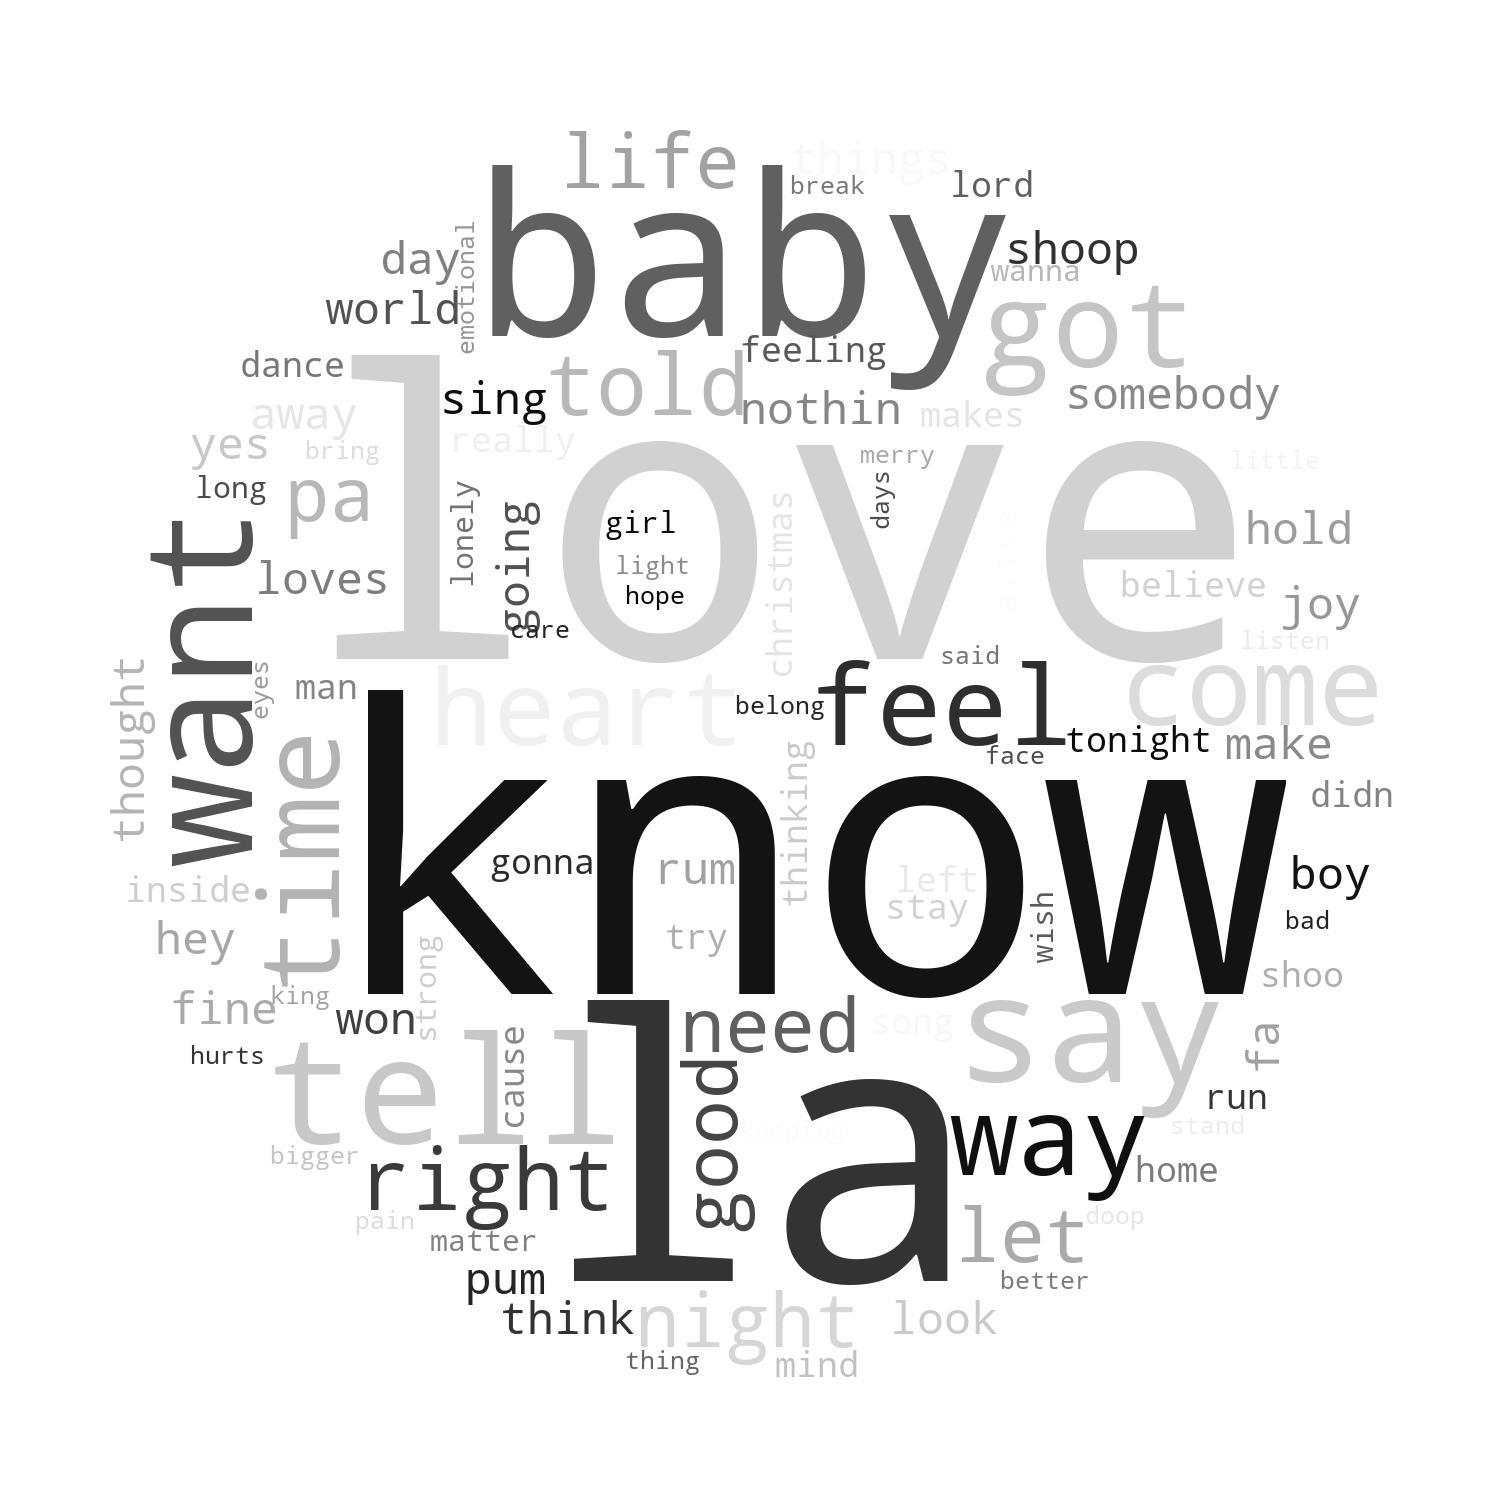 life
things
break
lord
baby
shoop
day
emotional
wanna
world
got
told
feeling
dance
sing
nothin
somebody
away
makes
love
yes
really
bring
merry
little
long
pa
lonely
days
want
going
girl
christmas
alive
hold
light
loves
hope
believe
joy
care
listen
thought
eyes
man
heart
said
feel
come
belong
know
tonight
face
make
time
thinking
didn
gonna
rum
left
boy
inside
stay
wish
bad
hey
strong
try
shoo
king
fine
won
la
need
song
say
hurts
tell
cause
good
fa
run
keeping
way
stand
bigger
right
home
pain
matter
let
doop
pum
better
think
night
look
thing
mind